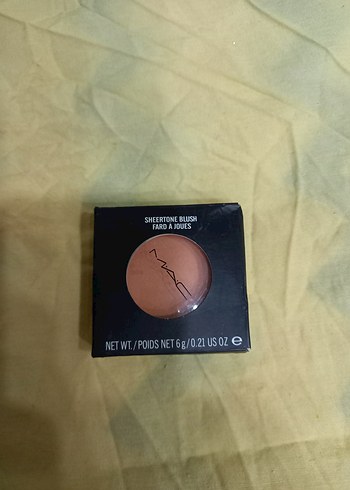 SHEERTONE BLUSH
FARD À JOUES
MAC
NET WT./POIDS NET 6 g/0.21 US OZ e